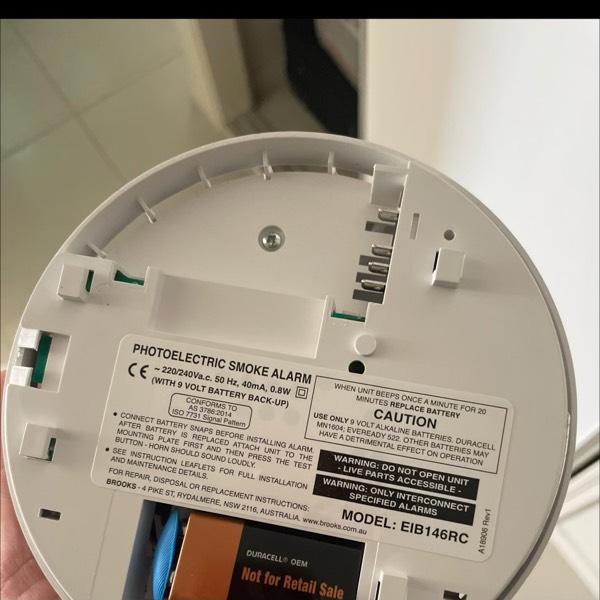 PHOTOELECTRIC SMOKE ALARM
CE ~ 220/240Va.c. 50 Hz, 40mA, 0.8W
(WITH 9 VOLT BATTERY BACK-UP)
CONFORMS TO
AS 3786:2014
ISO 7731 Signal Pattern
• CONNECT BATTERY SNAPS BEFORE INSTALLING ALARM.
AFTER BATTERY IS REPLACED ATTACH UNIT TO THE
MOUNTING PLATE FIRST AND THEN PRESS THE TEST
BUTTON - HORN SHOULD SOUND LOUDLY.
• SEE INSTRUCTION LEAFLETS FOR FULL INSTALLATION
AND MAINTENANCE DETAILS.
FOR REPAIR, DISPOSAL OR REPLACEMENT INSTRUCTIONS:
BROOKS - 4 PIKE ST, RYDALMERE, NSW 2116, AUSTRALIA. www.brooks.com.au
WHEN UNIT BEEPS ONCE A MINUTE FOR 20
MINUTES REPLACE BATTERY
CAUTION
USE ONLY 9 VOLT ALKALINE BATTERIES, DURACELL
MN1604; EVEREADY 522. OTHER BATTERIES MAY
HAVE A DETRIMENTAL EFFECT ON OPERATION
WARNING: DO NOT OPEN UNIT
- LIVE PARTS ACCESSIBLE -
WARNING: ONLY INTERCONNECT
SPECIFIED ALARMS
MODEL: EIB146RC
A18906 Rev1
DURACELL® OEM
Not for Retail Sale